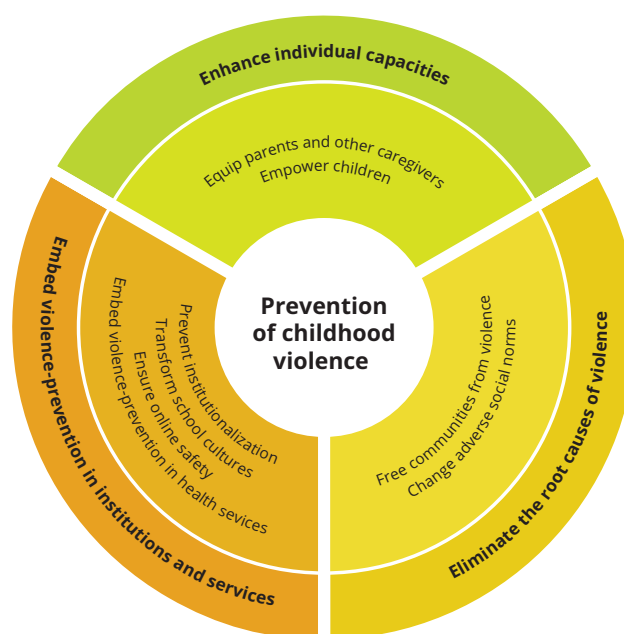 Enhance individual capacities
Equip parents and other caregivers
Empower children
Prevention
of childhood
violence
Embed violence-prevention in institutions and services
Prevent institutionalization
Transform school cultures
Ensure online safety
Embed violence-prevention in health sevices
Free communities from violence
Change adverse social norms
Eliminate the root causes of violence